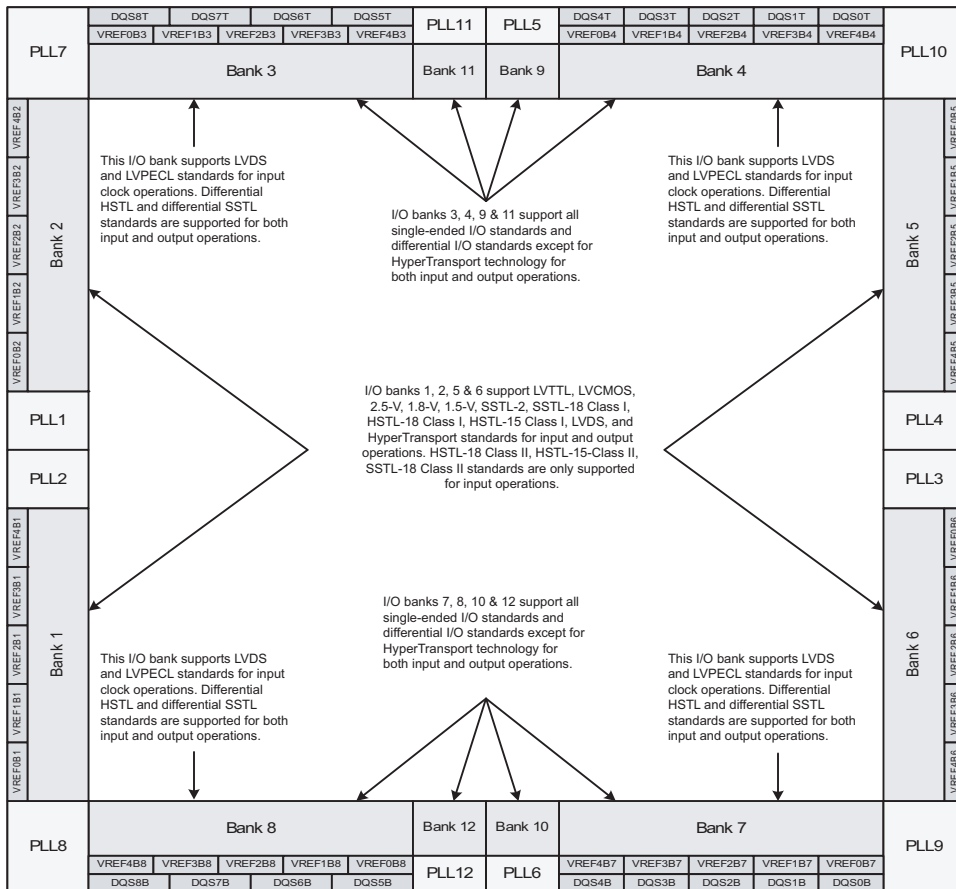 DQS8T DQS7T DQS6T DQS5T
PLL11 PLL5
DQS4T DQS3T DQS2T DQS1T DQS0T
VREF0B3 VREF1B3 VREF2B3 VREF3B3 VREF4B3
VREF0B4 VREF1B4 VREF2B4 VREF3B4 VREF4B4
PLL7
PLL10
Bank 3
Bank 11
Bank 9
Bank 4
VREF4B2
VREF3B2
VREF2B2
VREF1B2
VREF0B2
Bank 2
This I/O bank supports LVDS
and LVPECL standards for input
clock operations. Differential
HSTL and differential SSTL
standards are supported for both
input and output operations.
I/O banks 3, 4, 9 & 11 support all
single-ended I/O standards and
differential I/O standards except for
HyperTransport technology for
both input and output operations.
This I/O bank supports LVDS
and LVPECL standards for input
clock operations. Differential
HSTL and differential SSTL
standards are supported for both
input and output operations.
Bank 5
VREF0B5
VREF1B5
VREF2B5
VREF3B5
VREF4B5
PLL1
PLL2
I/O banks 1, 2, 5 & 6 support LVTTL, LVCMOS,
2.5-V, 1.8-V, 1.5-V, SSTL-2, SSTL-18 Class I,
HSTL-18 Class I, HSTL-15 Class I, LVDS, and
HyperTransport standards for input and output
operations. HSTL-18 Class II, HSTL-15-Class II,
SSTL-18 Class II standards are only supported
for input operations.
PLL4
PLL3
VREF4B1
VREF3B1
VREF2B1
VREF1B1
VREF0B1
Bank 1
This I/O bank supports LVDS
and LVPECL standards for input
clock operations. Differential
HSTL and differential SSTL
standards are supported for both
input and output operations.
I/O banks 7, 8, 10 & 12 support all
single-ended I/O standards and
differential I/O standards except for
HyperTransport technology for
both input and output operations.
This I/O bank supports LVDS
and LVPECL standards for input
clock operations. Differential
HSTL and differential SSTL
standards are supported for both
input and output operations.
Bank 6
VREF0B6
VREF1B6
VREF2B6
VREF3B6
VREF4B6
PLL8
Bank 8
Bank 12
Bank 10
Bank 7
PLL9
VREF4B8 VREF3B8 VREF2B8 VREF1B8 VREF0B8
PLL12 PLL6
VREF4B7 VREF3B7 VREF2B7 VREF1B7 VREF0B7
DQS8B DQS7B DQS6B DQS5B
DQS4B DQS3B DQS2B DQS1B DQS0B